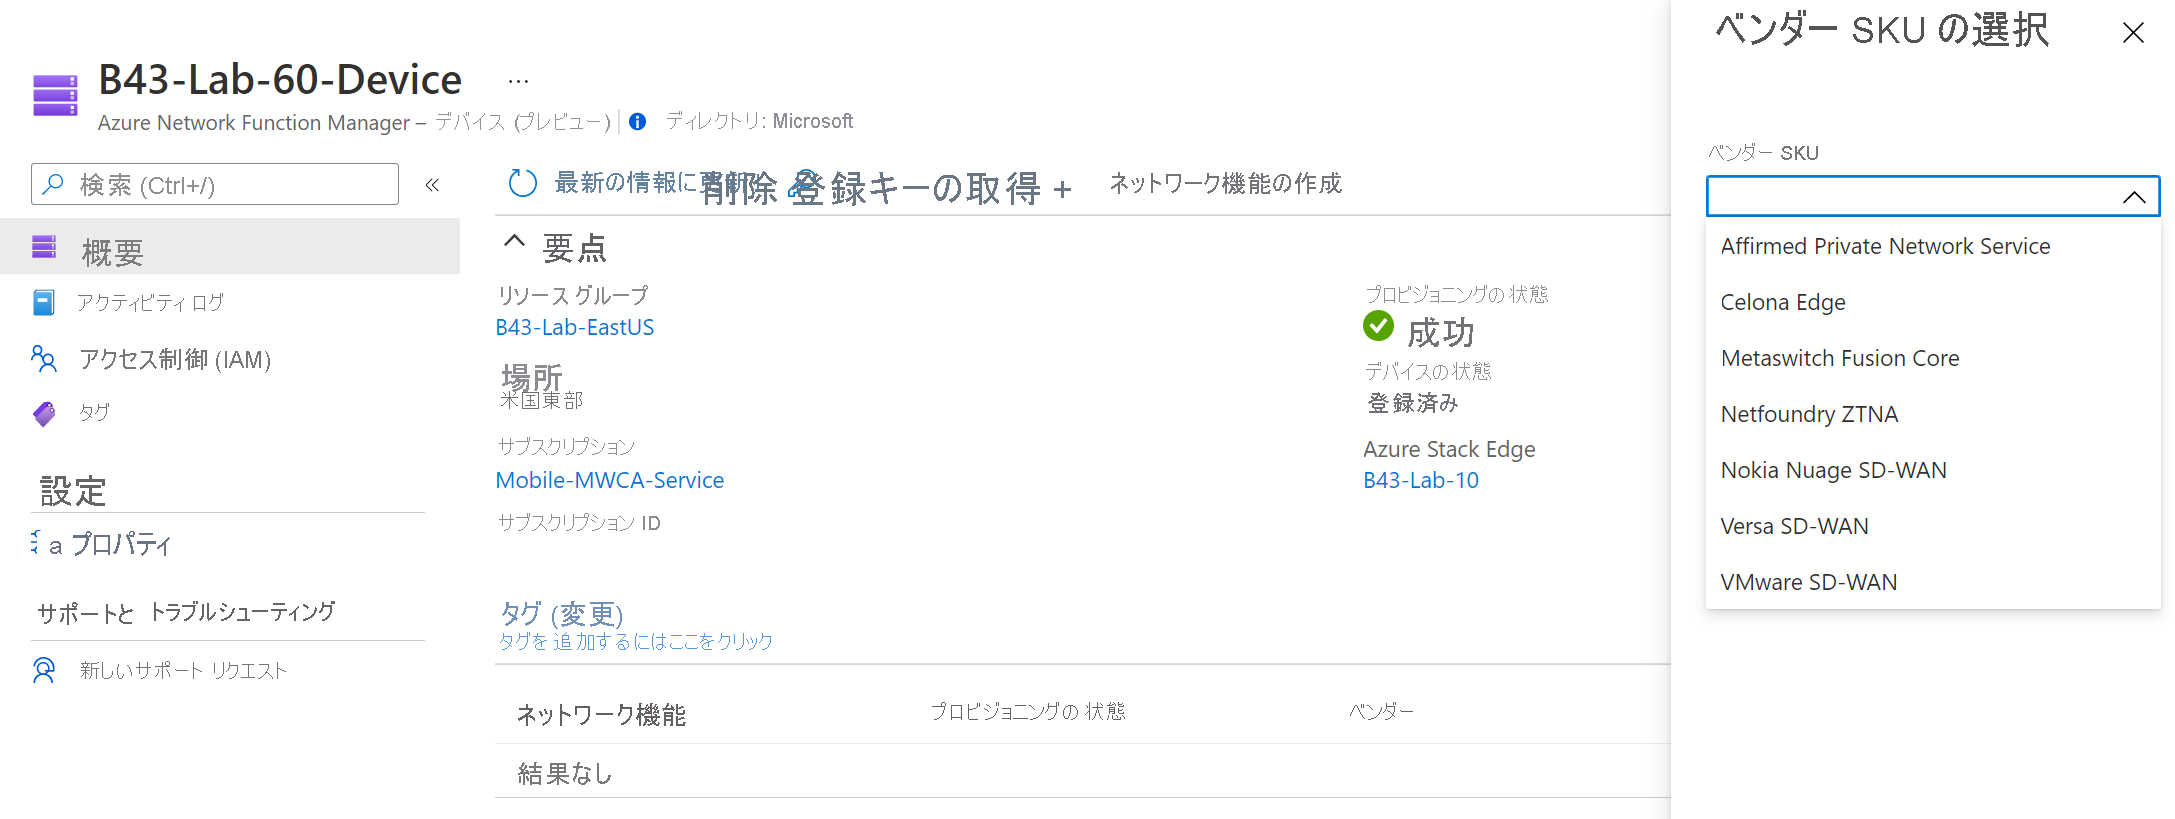 B43-Lab-60-Device …
Azure Network Function Manager – デバイス (プレビュー) ディレクトリ: Microsoft
検索 (Ctrl+/) «
概要
アクティビティ ログ
アクセス制御 (IAM)
タグ
設定
a プロパティ
サポートと トラブルシューティング
新しいサポート リクエスト
最新の情報に更新 削除 登録キーの取得 + ネットワーク機能の作成
要点
リソース グループ
B43-Lab-EastUS
場所
米国東部
サブスクリプション
Mobile-MWCA-Service
サブスクリプション ID
プロビジョニングの 状態
成功
デバイスの状態
登録済み
Azure Stack Edge
B43-Lab-10
タグ (変更)
タグを 追加するにはここをクリック
ネットワーク機能 プロビジョニングの 状態 ベンダー
結果なし
ベンダー SKU の選択
ベンダー SKU
Affirmed Private Network Service
Celona Edge
Metaswitch Fusion Core
Netfoundry ZTNA
Nokia Nuage SD-WAN
Versa SD-WAN
VMware SD-WAN